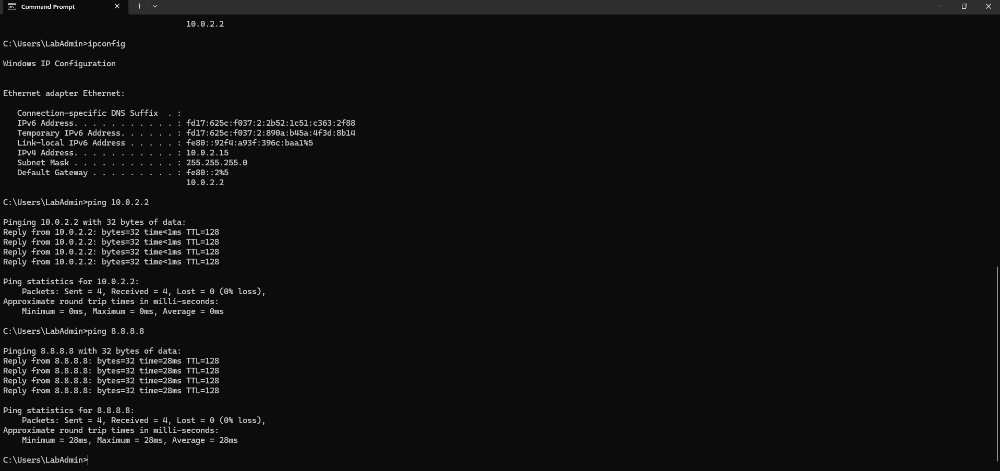 Command Prompt
10.0.2.2
C:\Users\LabAdmin>ipconfig
Windows IP Configuration
Ethernet adapter Ethernet:
Connection-specific DNS Suffix  . :
IPv6 Address. . . . . . . . . . . : fd17:625c:f037:2:2b52:1c51:c363:2f88
Temporary IPv6 Address. . . . . . : fd17:625c:f037:2:890a:b45a:4f3d:8b14
Link-local IPv6 Address . . . . . : fe80::92f4:a93f:396c:baa1%5
IPv4 Address. . . . . . . . . . . : 10.0.2.15
Subnet Mask . . . . . . . . . . . : 255.255.255.0
Default Gateway . . . . . . . . . : fe80::2%5
10.0.2.2
C:\Users\LabAdmin>ping 10.0.2.2
Pinging 10.0.2.2 with 32 bytes of data:
Reply from 10.0.2.2: bytes=32 time<1ms TTL=128
Reply from 10.0.2.2: bytes=32 time<1ms TTL=128
Reply from 10.0.2.2: bytes=32 time<1ms TTL=128
Reply from 10.0.2.2: bytes=32 time<1ms TTL=128
Ping statistics for 10.0.2.2:
Packets: Sent = 4, Received = 4, Lost = 0 (0% loss),
Approximate round trip times in milli-seconds:
Minimum = 0ms, Maximum = 0ms, Average = 0ms
C:\Users\LabAdmin>ping 8.8.8.8
Pinging 8.8.8.8 with 32 bytes of data:
Reply from 8.8.8.8: bytes=32 time=28ms TTL=128
Reply from 8.8.8.8: bytes=32 time=28ms TTL=128
Reply from 8.8.8.8: bytes=32 time=28ms TTL=128
Reply from 8.8.8.8: bytes=32 time=28ms TTL=128
Ping statistics for 8.8.8.8:
Packets: Sent = 4, Received = 4, Lost = 0 (0% loss),
Approximate round trip times in milli-seconds:
Minimum = 28ms, Maximum = 28ms, Average = 28ms
C:\Users\LabAdmin>